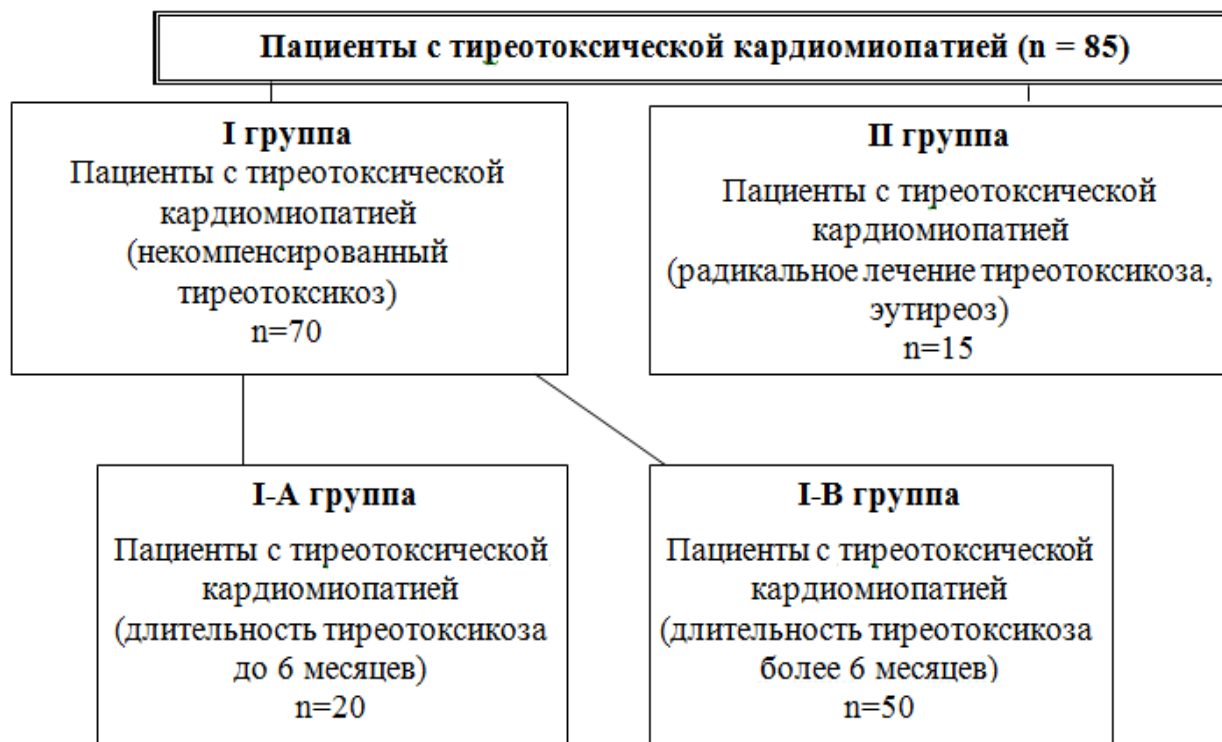 Пациенты с тиреотоксической кардиомиопатией (n = 85)
I группа
Пациенты с тиреотоксической
кардиомиопатией
(некомпенсированный
тиреотоксикоз)
n=70
II группа
Пациенты с тиреотоксической
кардиомиопатией
(радикальное лечение тиреотоксикоза,
эутиреоз)
n=15
I-A группа
Пациенты с тиреотоксической
кардиомиопатией
(длительность тиреотоксикоза
до 6 месяцев)
n=20
I-B группа
Пациенты с тиреотоксической
кардиомиопатией
(длительность тиреотоксикоза
более 6 месяцев)
n=50